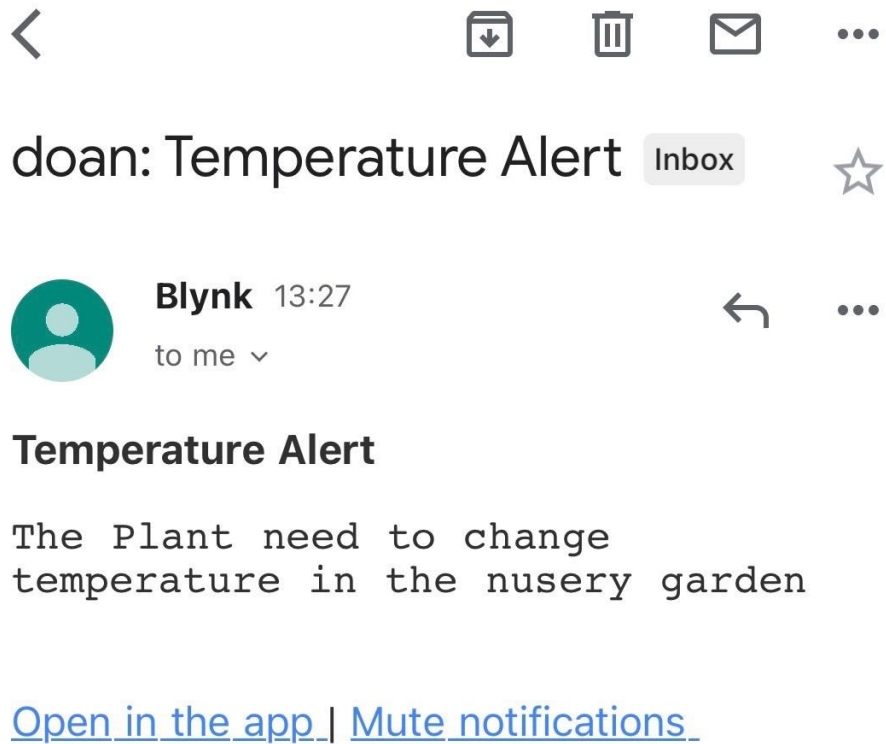 doan: Temperature Alert Inbox
Blynk 13:27
to me
Temperature Alert
The Plant need to change
temperature in the nusery garden
Open in the app | Mute notifications